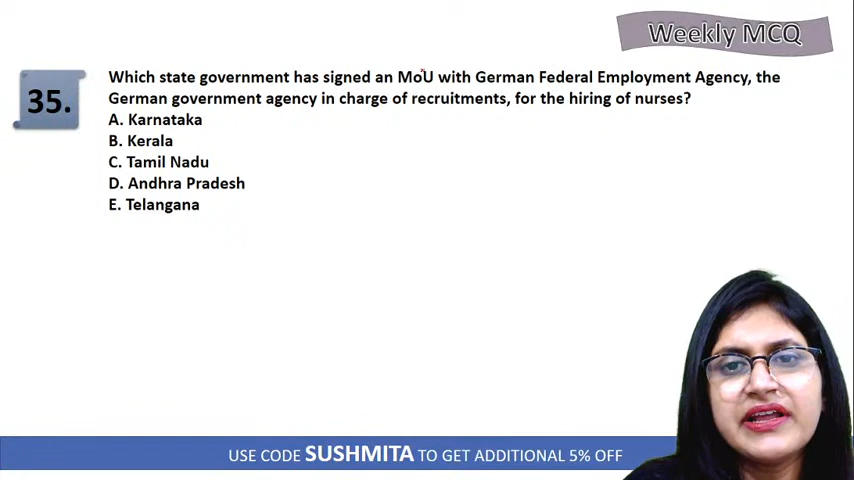 Weekly MCQ
35.
Which state government has signed an MoU with German Federal Employment Agency, the
German government agency in charge of recruitments, for the hiring of nurses?
A. Karnataka
B. Kerala
C. Tamil Nadu
D. Andhra Pradesh
E. Telangana
USE CODE SUSHMITA TO GET ADDITIONAL 5% OFF